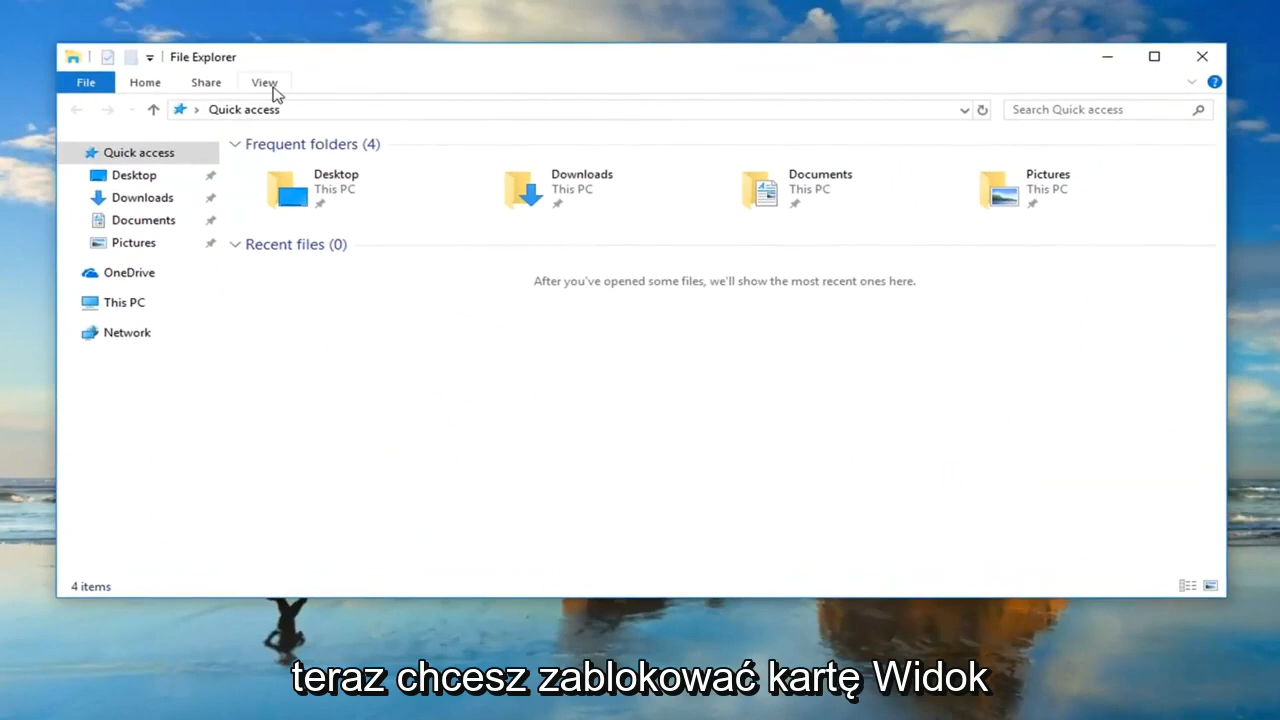 File Explorer
File Home Share View
Quick access
Search Quick access
Quick access
Desktop
Downloads
Documents
Pictures
OneDrive
This PC
Network
Frequent folders (4)
Desktop
This PC
Downloads
This PC
Documents
This PC
Pictures
This PC
Recent files (0)
After you've opened some files, we'll show the most recent ones here.
4 items
teraz chcesz zablokować kartę Widok